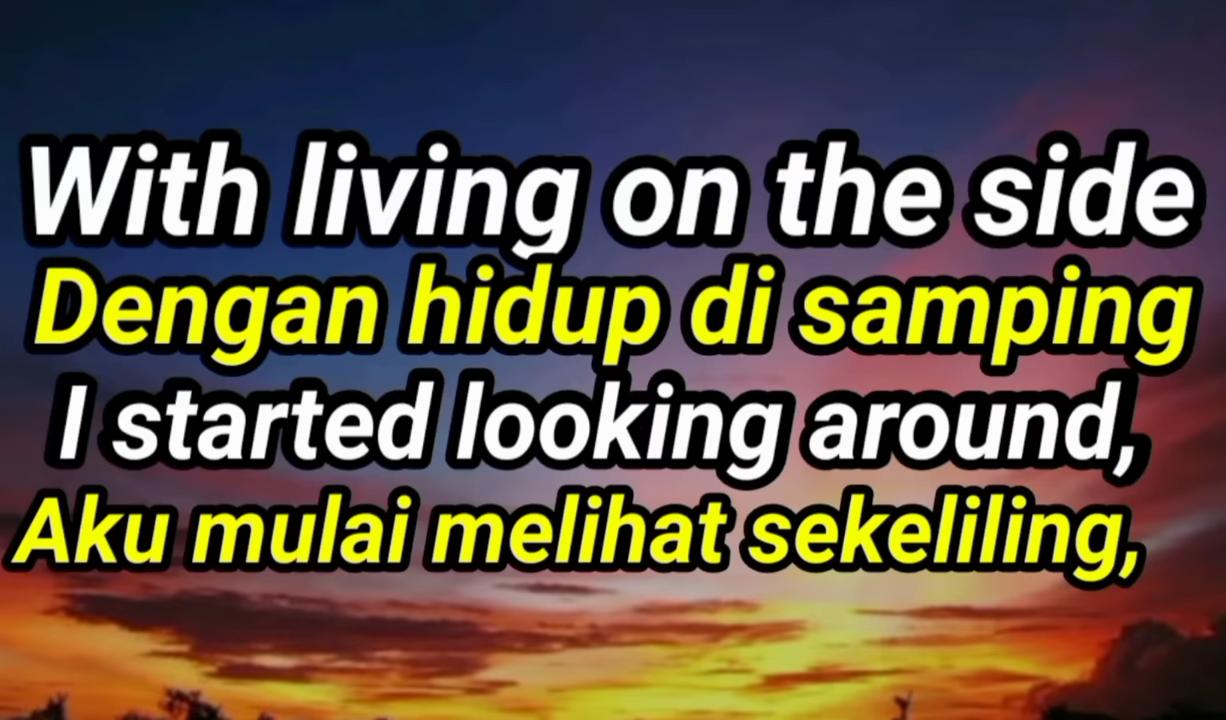 With living on the side
Dengan hidup di samping
I started looking around,
Aku mulai melihat sekeliling,